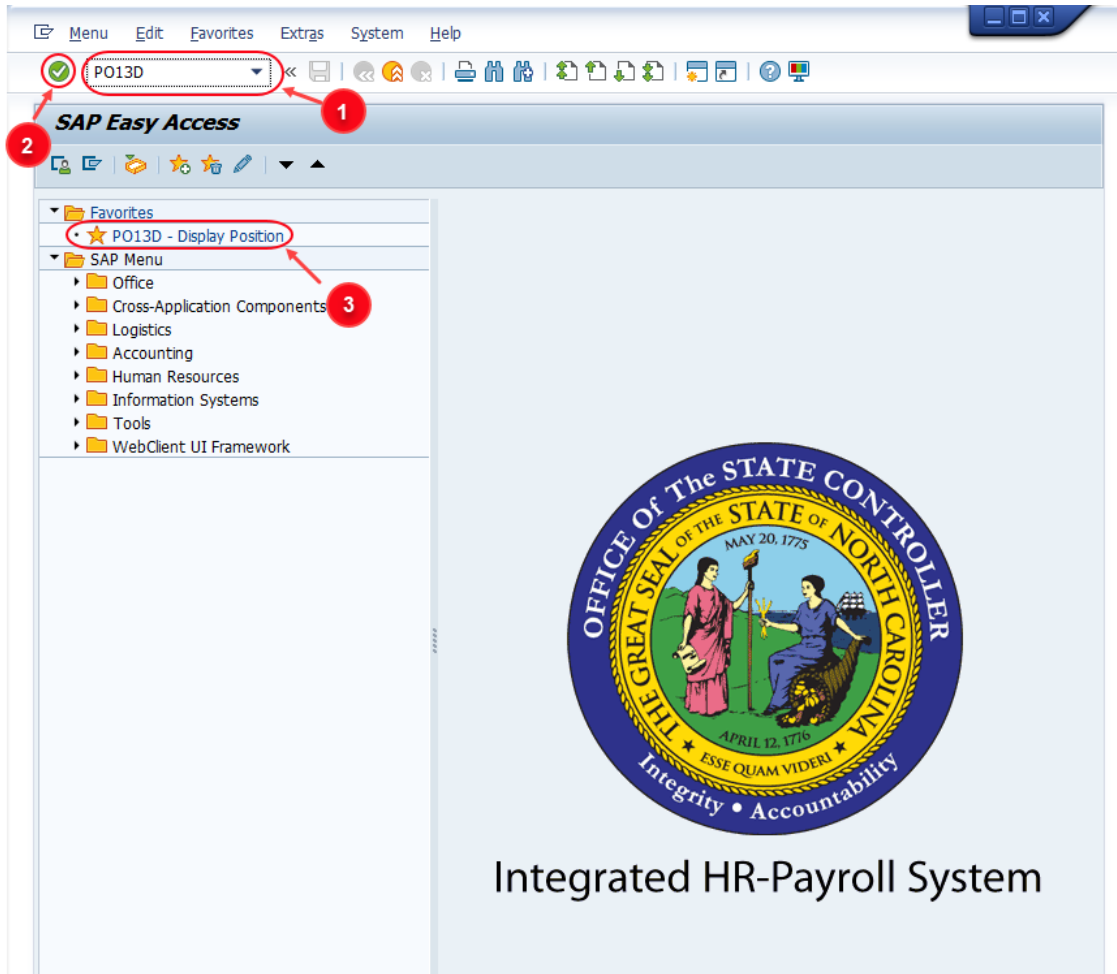 Menu Edit Favorites Extras System Help
PO13D
1
SAP Easy Access
2
Favorites
PO13D - Display Position
SAP Menu
Office
Cross-Application Components
3
Logistics
Accounting
Human Resources
Information Systems
Tools
WebClient UI Framework
OFFICE Of The STATE CONTROLLER
THE GREAT SEAL OF THE STATE OF NORTH CAROLINA
MAY 20, 1775
APRIL 12, 1776
ESSE QUAM VIDERI
Integrity • Accountability
Integrated HR-Payroll System